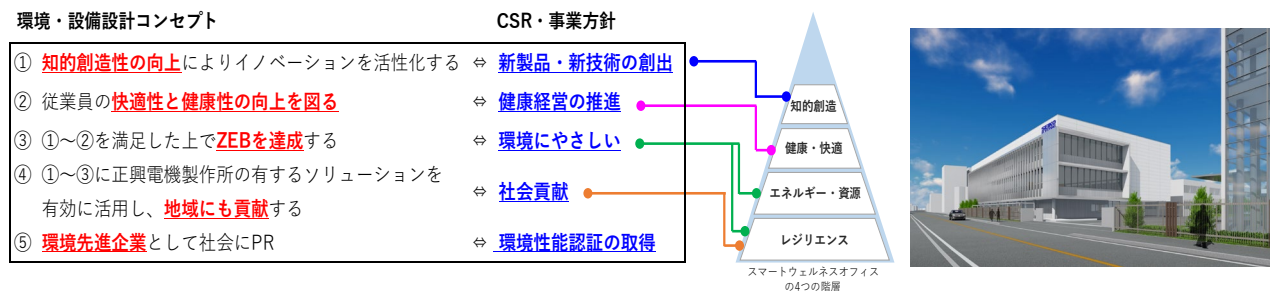 環境・設備設計コンセプト
CSR・事業方針
① 知的創造性の向上によりイノベーションを活性化する ⇔ 新製品・新技術の創出
② 従業員の快適性と健康性の向上を図る ⇔ 健康経営の推進
③ ①～②を満足した上でZEBを達成する ⇔ 環境にやさしい
④ ①～③に正興電機製作所の有するソリューションを
有効に活用し、地域にも貢献する ⇔ 社会貢献
⑤ 環境先進企業として社会にPR ⇔ 環境性能認証の取得
知的創造
健康・快適
エネルギー・資源
レジリエンス
スマートウェルネスオフィス
の4つの階層